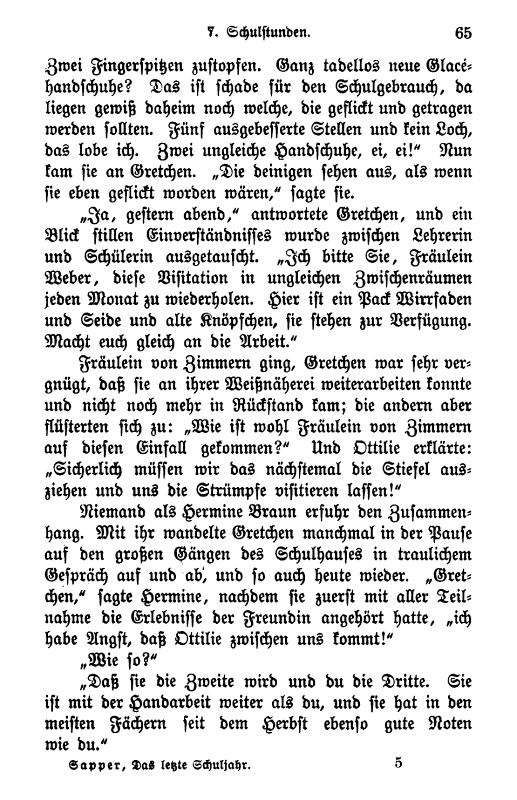 7. Schulstunden. 65
Zwei Fingerspitzen zustopfen. Ganz tadellos neue Glacé-
handschuhe? Das ist schade für den Schulgebrauch, da
liegen gewiß daheim noch welche, die geflickt und getragen
werden sollten. Fünf ausgebesserte Stellen und kein Loch,
das lobe ich. Zwei ungleiche Handschuhe, ei, ei!“ Nun
kam sie an Gretchen. „Die deinigen sehen aus, als wenn
sie eben geflickt worden wären,“ sagte sie.
„Ja, gestern abend,“ antwortete Gretchen, und ein
Blick stillen Einverständnisses wurde zwischen Lehrerin
und Schülerin ausgetauscht. „Ich bitte Sie, Fräulein
Weber, diese Visitation in ungleichen Zwischenräumen
jeden Monat zu wiederholen. Hier ist ein Pack Wirrfaden
und Seide und alte Knöpfchen, sie stehen zur Verfügung.
Macht euch gleich an die Arbeit.“
Fräulein von Zimmern ging, Gretchen war sehr ver-
gnügt, daß sie an ihrer Weißnäherei weiterarbeiten konnte
und nicht noch mehr in Rückstand kam; die andern aber
flüsterten sich zu: „Wie ist wohl Fräulein von Zimmern
auf diesen Einfall gekommen?“ Und Ottilie erklärte:
„Sicherlich müssen wir das nächstemal die Stiefel aus-
ziehen und uns die Strümpfe visitieren lassen!“
Niemand als Hermine Braun erfuhr den Zusammen-
hang. Mit ihr wandelte Gretchen manchmal in der Pause
auf den großen Gängen des Schulhauses in traulichem
Gespräch auf und ab, und so auch heute wieder. „Gret-
chen,“ sagte Hermine, nachdem sie zuerst mit aller Teil-
nahme die Erlebnisse der Freundin angehört hatte, „ich
habe Angst, daß Ottilie zwischen uns kommt!“
„Wie so?“
„Daß sie die Zweite wird und du die Dritte. Sie
ist mit der Handarbeit weiter als du, und sie hat in den
meisten Fächern seit dem Herbst ebenso gute Noten
wie du.“
Sapper, Das letzte Schuljahr. 5